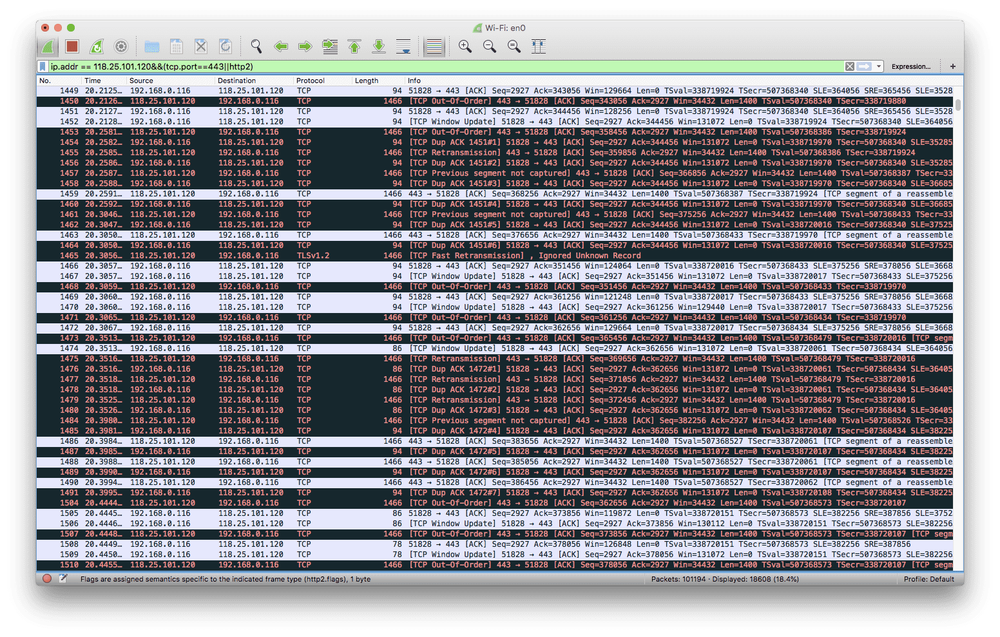 Wi-Fi: en0
ip.addr == 118.25.101.120&&(tcp.port==443||http2)
Expression...
+
No. Time Source Destination Protocol Length Info
1449 20.2125… 192.168.0.116 118.25.101.120 TCP 94 51828 → 443 [ACK] Seq=2927 Ack=343056 Win=129664 Len=0 TSval=338719924 TSecr=507368340 SLE=364056 SRE=365456 SLE=3528
1450 20.2126… 118.25.101.120 192.168.0.116 TCP 1466 [TCP Out-Of-Order] 443 → 51828 [ACK] Seq=343056 Ack=2927 Win=34432 Len=1400 TSval=507368340 TSecr=338719880
1451 20.2127… 192.168.0.116 118.25.101.120 TCP 94 51828 → 443 [ACK] Seq=2927 Ack=344456 Win=128256 Len=0 TSval=338719924 TSecr=507368340 SLE=364056 SRE=365456 SLE=3528
1452 20.2128… 192.168.0.116 118.25.101.120 TCP 94 [TCP Window Update] 51828 → 443 [ACK] Seq=2927 Ack=344456 Win=131072 Len=0 TSval=338719924 TSecr=507368340 SLE=364056
1453 20.2581… 118.25.101.120 192.168.0.116 TCP 1466 [TCP Out-Of-Order] 443 → 51828 [ACK] Seq=358456 Ack=2927 Win=34432 Len=1400 TSval=507368386 TSecr=338719924
1454 20.2582… 192.168.0.116 118.25.101.120 TCP 94 [TCP Dup ACK 1451#1] 51828 → 443 [ACK] Seq=2927 Ack=344456 Win=131072 Len=0 TSval=338719970 TSecr=507368340 SLE=35285
1455 20.2585… 118.25.101.120 192.168.0.116 TCP 1466 [TCP Retransmission] 443 → 51828 [ACK] Seq=359856 Ack=2927 Win=34432 Len=1400 TSval=507368386 TSecr=338719924
1456 20.2586… 192.168.0.116 118.25.101.120 TCP 94 [TCP Dup ACK 1451#2] 51828 → 443 [ACK] Seq=2927 Ack=344456 Win=131072 Len=0 TSval=338719970 TSecr=507368340 SLE=35285
1457 20.2587… 118.25.101.120 192.168.0.116 TCP 1466 [TCP Previous segment not captured] 443 → 51828 [ACK] Seq=366856 Ack=2927 Win=34432 Len=1400 TSval=507368387 TSecr=33
1458 20.2588… 192.168.0.116 118.25.101.120 TCP 94 [TCP Dup ACK 1451#3] 51828 → 443 [ACK] Seq=2927 Ack=344456 Win=131072 Len=0 TSval=338719970 TSecr=507368340 SLE=36685
1459 20.2591… 118.25.101.120 192.168.0.116 TCP 1466 443 → 51828 [ACK] Seq=368256 Ack=2927 Win=34432 Len=1400 TSval=507368387 TSecr=338719924 [TCP segment of a reassemble
1460 20.2592… 192.168.0.116 118.25.101.120 TCP 94 [TCP Dup ACK 1451#4] 51828 → 443 [ACK] Seq=2927 Ack=344456 Win=131072 Len=0 TSval=338719970 TSecr=507368340 SLE=36685
1461 20.3046… 118.25.101.120 192.168.0.116 TCP 1466 [TCP Previous segment not captured] 443 → 51828 [ACK] Seq=375256 Ack=2927 Win=34432 Len=1400 TSval=507368433 TSecr=33
1462 20.3047… 192.168.0.116 118.25.101.120 TCP 94 [TCP Dup ACK 1451#5] 51828 → 443 [ACK] Seq=2927 Ack=344456 Win=131072 Len=0 TSval=338720016 TSecr=507368340 SLE=37525
1463 20.3050… 118.25.101.120 192.168.0.116 TCP 1466 443 → 51828 [ACK] Seq=376656 Ack=2927 Win=34432 Len=1400 TSval=507368433 TSecr=338719970 [TCP segment of a reassemble
1464 20.3050… 192.168.0.116 118.25.101.120 TCP 94 [TCP Dup ACK 1451#6] 51828 → 443 [ACK] Seq=2927 Ack=344456 Win=131072 Len=0 TSval=338720016 TSecr=507368340 SLE=37525
1465 20.3056… 118.25.101.120 192.168.0.116 TLSv1.2 1466 [TCP Fast Retransmission] , Ignored Unknown Record
1466 20.3057… 192.168.0.116 118.25.101.120 TCP 94 51828 → 443 [ACK] Seq=2927 Ack=351456 Win=124064 Len=0 TSval=338720016 TSecr=507368433 SLE=375256 SRE=378056 SLE=3668
1467 20.3057… 192.168.0.116 118.25.101.120 TCP 94 [TCP Window Update] 51828 → 443 [ACK] Seq=2927 Ack=351456 Win=131072 Len=0 TSval=338720017 TSecr=507368433 SLE=375256
1468 20.3059… 118.25.101.120 192.168.0.116 TCP 1466 [TCP Out-Of-Order] 443 → 51828 [ACK] Seq=351456 Ack=2927 Win=34432 Len=1400 TSval=507368433 TSecr=338719970
1469 20.3060… 192.168.0.116 118.25.101.120 TCP 94 51828 → 443 [ACK] Seq=2927 Ack=361256 Win=121248 Len=0 TSval=338720017 TSecr=507368433 SLE=375256 SRE=378056 SLE=3668
1470 20.3060… 192.168.0.116 118.25.101.120 TCP 94 [TCP Window Update] 51828 → 443 [ACK] Seq=2927 Ack=361256 Win=129440 Len=0 TSval=338720017 TSecr=507368433 SLE=375256
1471 20.3065… 118.25.101.120 192.168.0.116 TCP 1466 [TCP Out-Of-Order] 443 → 51828 [ACK] Seq=361256 Ack=2927 Win=34432 Len=1400 TSval=507368434 TSecr=338719970
1472 20.3067… 192.168.0.116 118.25.101.120 TCP 94 51828 → 443 [ACK] Seq=2927 Ack=362656 Win=129664 Len=0 TSval=338720017 TSecr=507368434 SLE=375256 SRE=378056 SLE=3668
1473 20.3513… 118.25.101.120 192.168.0.116 TCP 1466 [TCP Out-Of-Order] 443 → 51828 [ACK] Seq=365456 Ack=2927 Win=34432 Len=1400 TSval=507368479 TSecr=338720016 [TCP segm
1474 20.3513… 192.168.0.116 118.25.101.120 TCP 86 [TCP Window Update] 51828 → 443 [ACK] Seq=2927 Ack=362656 Win=131072 Len=0 TSval=338720061 TSecr=507368434 SLE=364056
1475 20.3516… 118.25.101.120 192.168.0.116 TCP 1466 [TCP Retransmission] 443 → 51828 [ACK] Seq=369656 Ack=2927 Win=34432 Len=1400 TSval=507368479 TSecr=338720016
1476 20.3516… 192.168.0.116 118.25.101.120 TCP 86 [TCP Dup ACK 1472#1] 51828 → 443 [ACK] Seq=2927 Ack=362656 Win=131072 Len=0 TSval=338720061 TSecr=507368434 SLE=36405
1477 20.3518… 118.25.101.120 192.168.0.116 TCP 1466 [TCP Retransmission] 443 → 51828 [ACK] Seq=371056 Ack=2927 Win=34432 Len=1400 TSval=507368479 TSecr=338720016
1478 20.3518… 192.168.0.116 118.25.101.120 TCP 86 [TCP Dup ACK 1472#2] 51828 → 443 [ACK] Seq=2927 Ack=362656 Win=131072 Len=0 TSval=338720061 TSecr=507368434 SLE=36405
1479 20.3525… 118.25.101.120 192.168.0.116 TCP 1466 [TCP Retransmission] 443 → 51828 [ACK] Seq=372456 Ack=2927 Win=34432 Len=1400 TSval=507368479 TSecr=338720016
1480 20.3526… 192.168.0.116 118.25.101.120 TCP 86 [TCP Dup ACK 1472#3] 51828 → 443 [ACK] Seq=2927 Ack=362656 Win=131072 Len=0 TSval=338720062 TSecr=507368434 SLE=36405
1484 20.3980… 118.25.101.120 192.168.0.116 TCP 1466 [TCP Previous segment not captured] 443 → 51828 [ACK] Seq=382256 Ack=2927 Win=34432 Len=1400 TSval=507368526 TSecr=33
1485 20.3981… 192.168.0.116 118.25.101.120 TCP 94 [TCP Dup ACK 1472#4] 51828 → 443 [ACK] Seq=2927 Ack=362656 Win=131072 Len=0 TSval=338720107 TSecr=507368434 SLE=38225
1486 20.3984… 118.25.101.120 192.168.0.116 TCP 1466 443 → 51828 [ACK] Seq=383656 Ack=2927 Win=34432 Len=1400 TSval=507368527 TSecr=338720061 [TCP segment of a reassemble
1487 20.3985… 192.168.0.116 118.25.101.120 TCP 94 [TCP Dup ACK 1472#5] 51828 → 443 [ACK] Seq=2927 Ack=362656 Win=131072 Len=0 TSval=338720107 TSecr=507368434 SLE=38225
1488 20.3988… 118.25.101.120 192.168.0.116 TCP 1466 443 → 51828 [ACK] Seq=385056 Ack=2927 Win=34432 Len=1400 TSval=507368527 TSecr=338720061 [TCP segment of a reassemble
1489 20.3990… 192.168.0.116 118.25.101.120 TCP 94 [TCP Dup ACK 1472#6] 51828 → 443 [ACK] Seq=2927 Ack=362656 Win=131072 Len=0 TSval=338720107 TSecr=507368434 SLE=38225
1490 20.3994… 118.25.101.120 192.168.0.116 TCP 1466 443 → 51828 [ACK] Seq=386456 Ack=2927 Win=34432 Len=1400 TSval=507368527 TSecr=338720062 [TCP segment of a reassemble
1491 20.3995… 192.168.0.116 118.25.101.120 TCP 94 [TCP Dup ACK 1472#7] 51828 → 443 [ACK] Seq=2927 Ack=362656 Win=131072 Len=0 TSval=338720108 TSecr=507368434 SLE=38225
1504 20.4444… 118.25.101.120 192.168.0.116 TCP 1466 [TCP Out-Of-Order] 443 → 51828 [ACK] Seq=362656 Ack=2927 Win=34432 Len=1400 TSval=507368573 TSecr=338720107
1505 20.4445… 192.168.0.116 118.25.101.120 TCP 86 51828 → 443 [ACK] Seq=2927 Ack=373856 Win=119872 Len=0 TSval=338720151 TSecr=507368573 SLE=382256 SRE=387856 SLE=3752
1506 20.4446… 192.168.0.116 118.25.101.120 TCP 86 [TCP Window Update] 51828 → 443 [ACK] Seq=2927 Ack=373856 Win=130112 Len=0 TSval=338720151 TSecr=507368573 SLE=382256
1507 20.4448… 118.25.101.120 192.168.0.116 TCP 1466 [TCP Out-Of-Order] 443 → 51828 [ACK] Seq=373856 Ack=2927 Win=34432 Len=1400 TSval=507368573 TSecr=338720107 [TCP segm
1508 20.4449… 192.168.0.116 118.25.101.120 TCP 78 51828 → 443 [ACK] Seq=2927 Ack=378056 Win=126848 Len=0 TSval=338720151 TSecr=507368573 SLE=382256 SRE=387856
1509 20.4450… 192.168.0.116 118.25.101.120 TCP 78 [TCP Window Update] 51828 → 443 [ACK] Seq=2927 Ack=378056 Win=131072 Len=0 TSval=338720151 TSecr=507368573 SLE=382256
1510 20.4455… 118.25.101.120 192.168.0.116 TCP 1466 [TCP Out-Of-Order] 443 → 51828 [ACK] Seq=378056 Ack=2927 Win=34432 Len=1400 TSval=507368573 TSecr=338720107 [TCP segm
Flags are assigned semantics specific to the indicated frame type (http2.flags), 1 byte
Packets: 101194 · Displayed: 18608 (18.4%)
Profile: Default